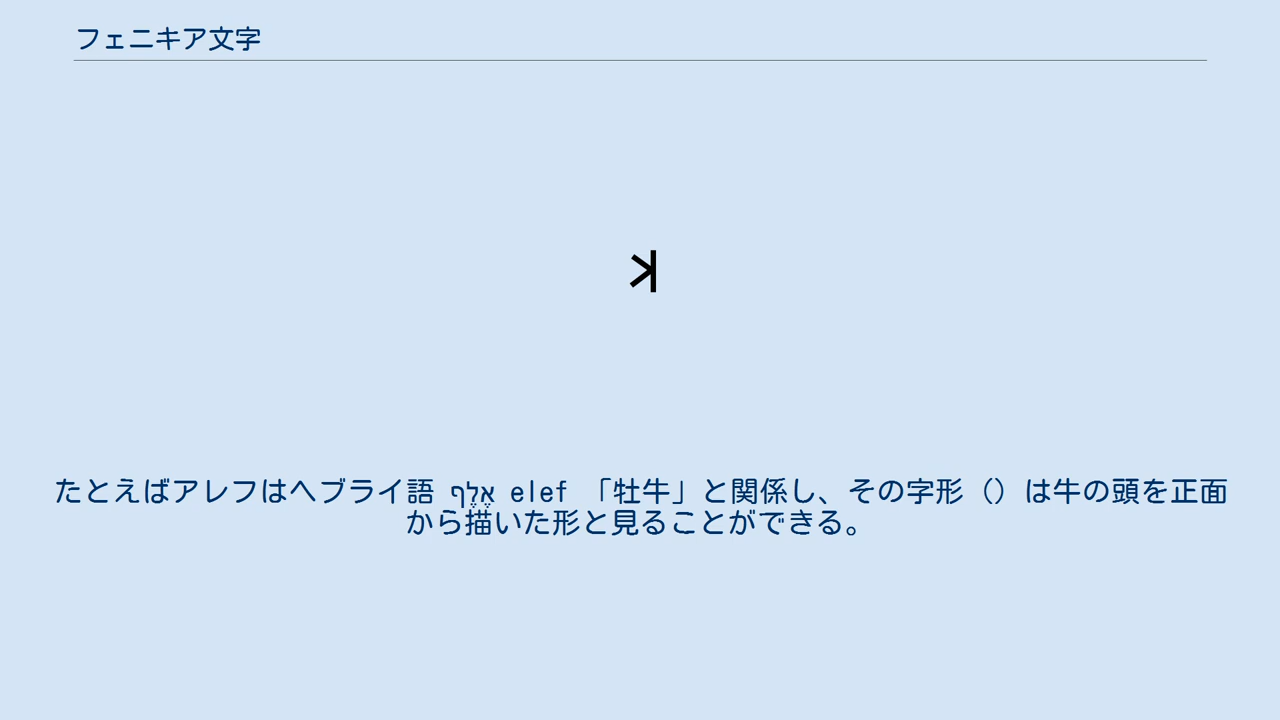 フェニキア文字
𐤀
たとえばアレフはヘブライ語 אֶלֶף elef 「牡牛」と関係し、その字形（）は牛の頭を正面
から描いた形と見ることができる。